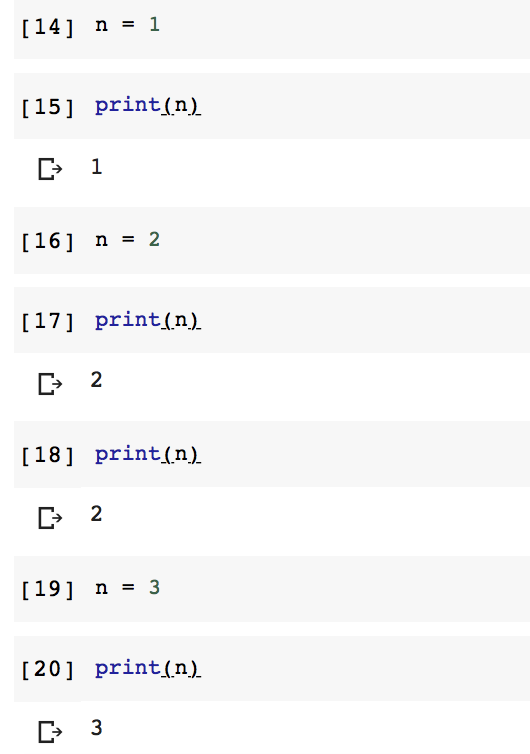 [14] n = 1
[15] print(n)
1
[16] n = 2
[17] print(n)
2
[18] print(n)
2
[19] n = 3
[20] print(n)
3